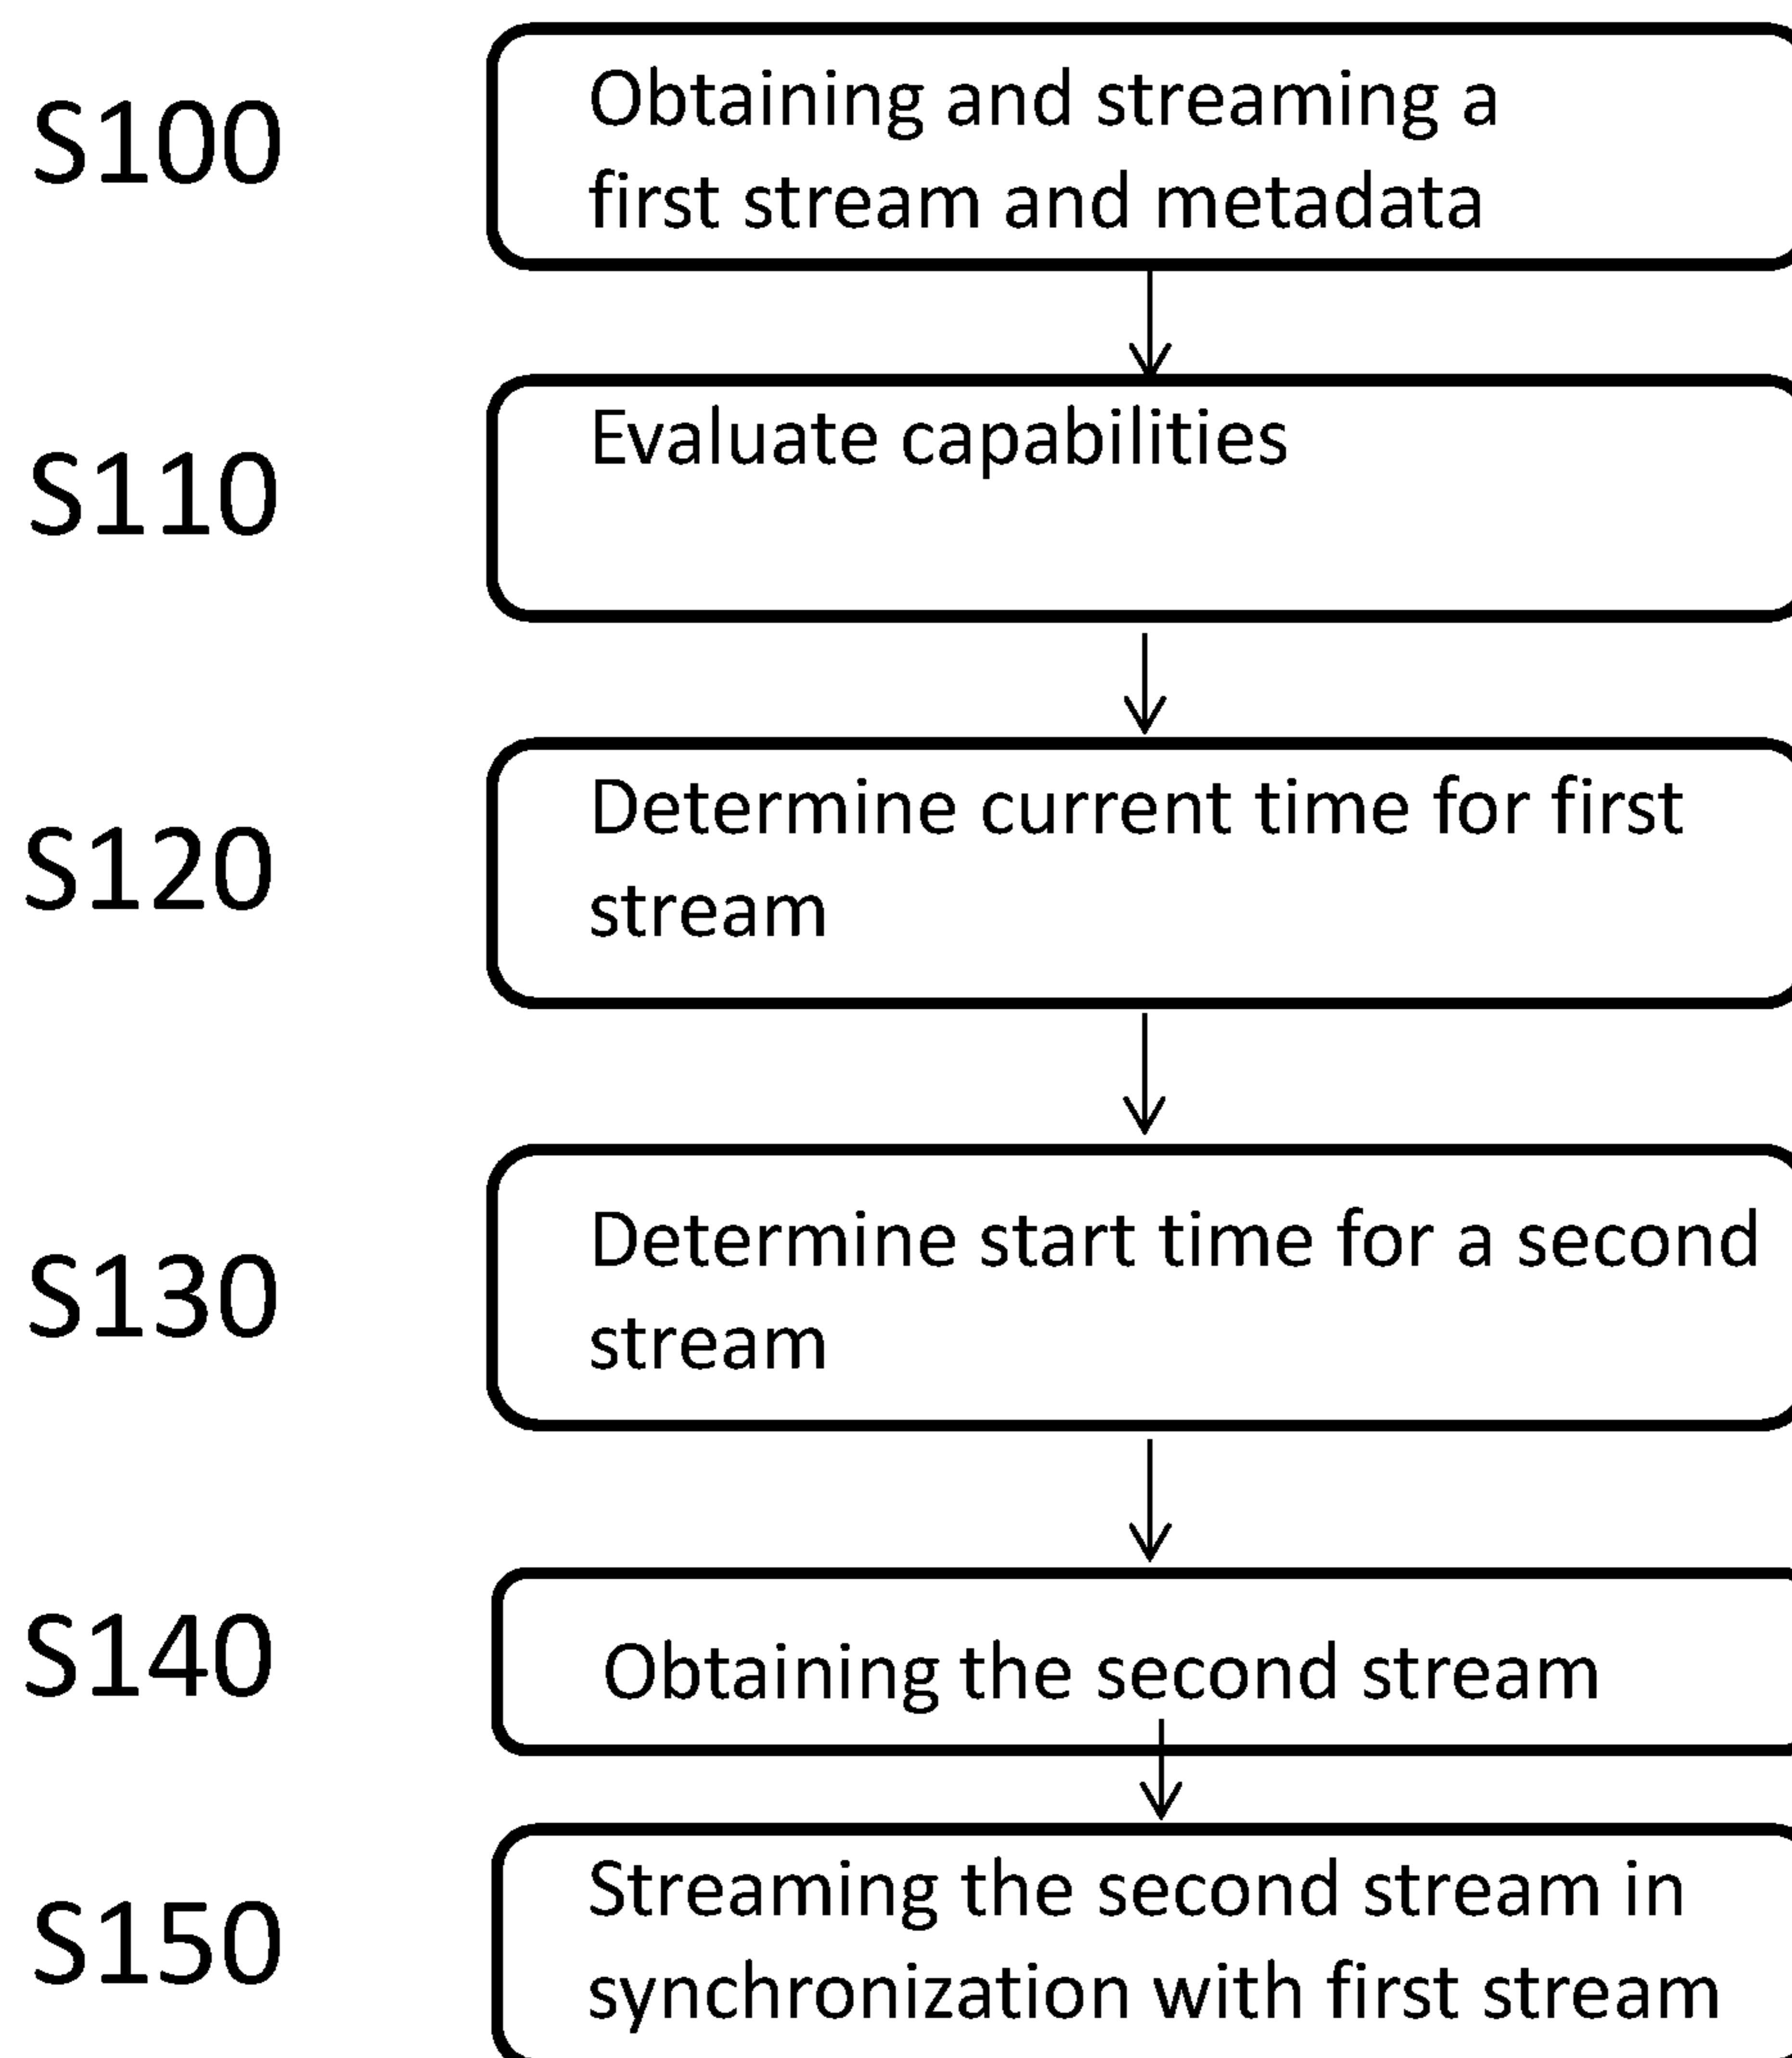 S100
Obtaining and streaming a
first stream and metadata
S110
Evaluate capabilities
S120
Determine current time for first
stream
S130
Determine start time for a second
stream
S140
Obtaining the second stream
S150
Streaming the second stream in
synchronization with first stream